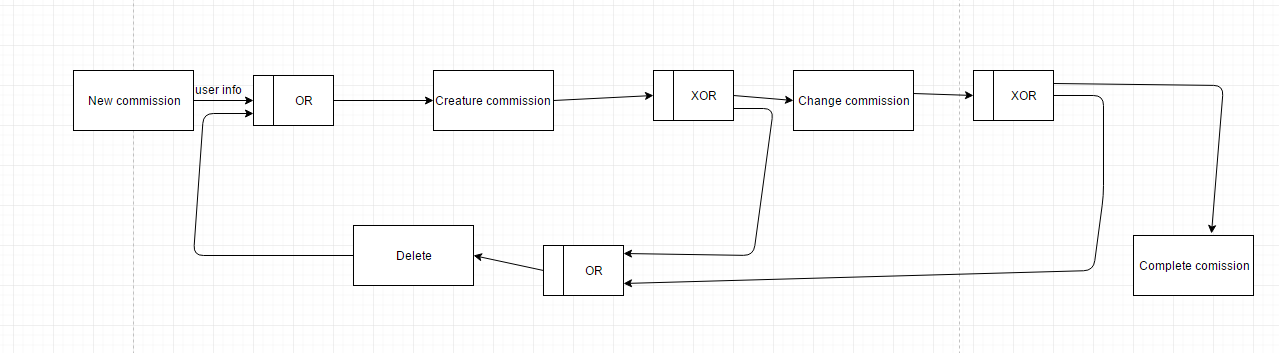 New commission
user info
OR
Creature commission
XOR
Change commission
XOR
Delete
OR
Complete comission